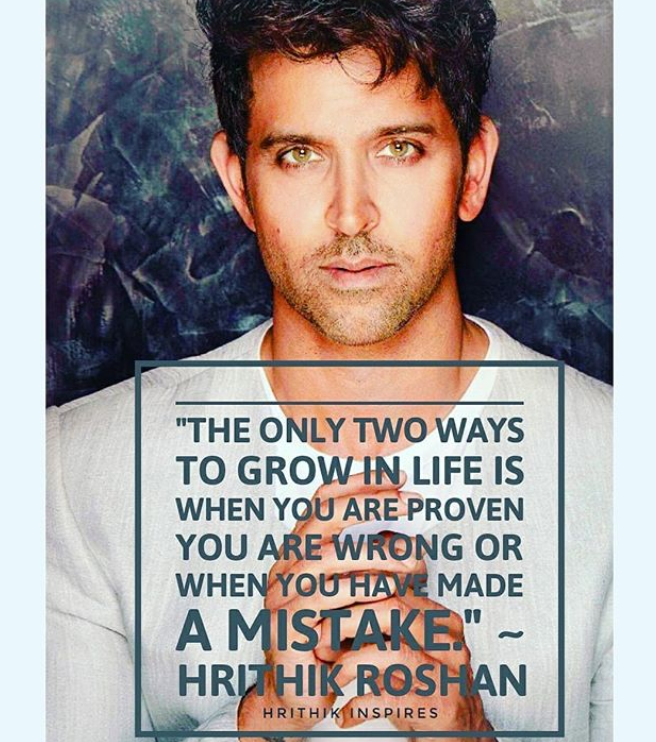 "THE ONLY TWO WAYS
TO GROW IN LIFE IS
WHEN YOU ARE PROVEN
YOU ARE WRONG OR
WHEN YOU HAVE MADE
A MISTAKE." ~
HRITHIK ROSHAN
HRITHIK INSPIRES